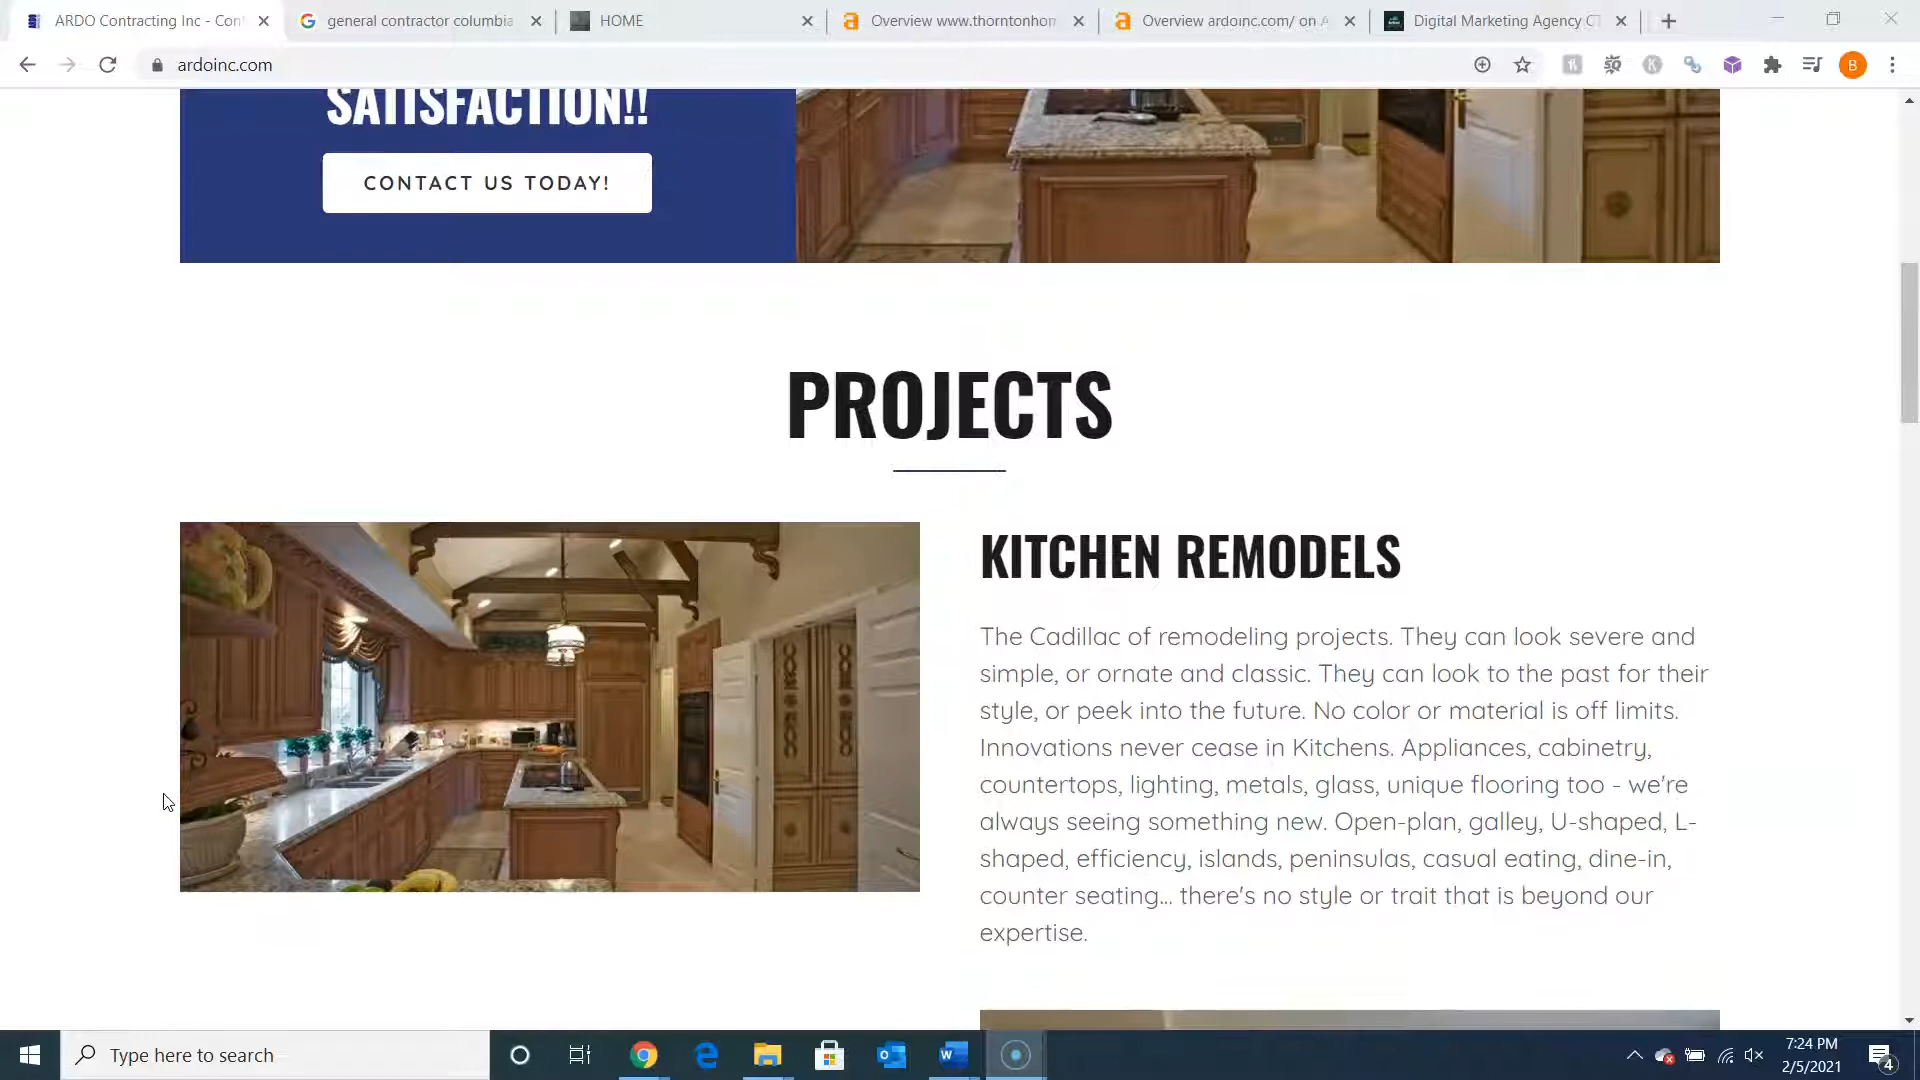 ARDO Contracting Inc - Con
general contractor columbia
HOME
Overview www.thorntonhon
Overview ardoinc.com/ on A
Digital Marketing Agency CT
ardoinc.com
B
SATISFACTION!!
CONTACT US TODAY!
PROJECTS
KITCHEN REMODELS
The Cadillac of remodeling projects. They can look severe and
simple, or ornate and classic. They can look to the past for their
style, or peek into the future. No color or material is off limits.
Innovations never cease in Kitchens. Appliances, cabinetry,
countertops, lighting, metals, glass, unique flooring too - we're
always seeing something new. Open-plan, galley, U-shaped, L-
shaped, efficiency, islands, peninsulas, casual eating, dine-in,
counter seating... there's no style or trait that is beyond our
expertise.
Type here to search
7:24 PM
2/5/2021
4